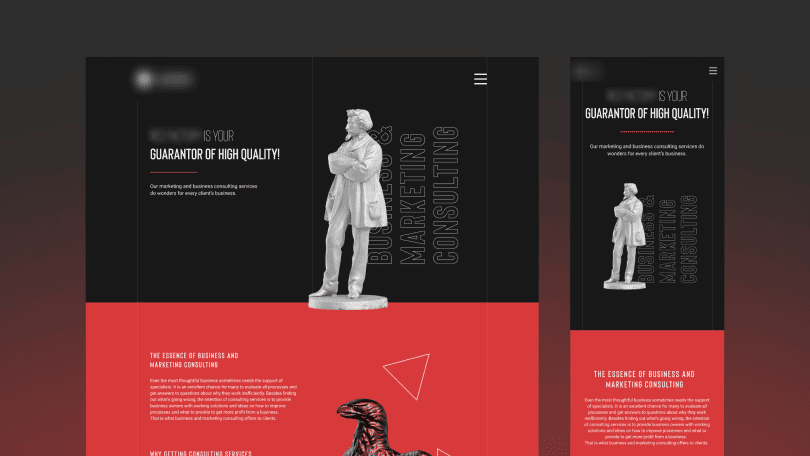 IS YOUR
GUARANTOR OF HIGH QUALITY!
Our marketing and business consulting services
do wonders for every client's business.
BUSINESS &
MARKETING
CONSULTING
THE ESSENCE OF BUSINESS AND
MARKETING CONSULTING
Even the most thoughtful business sometimes needs the support of
specialists. It is an excellent chance for many to evaluate all processes and
get answers to questions about why they work inefficiently. Besides finding
out what's going wrong, the intention of consulting services is to provide
business owners with working solutions and ideas on how to improve
processes and what to provide to get more profit from a business.
That is what business and marketing consulting offers to clients.
WHY GETTING CONSULTING SERVICES
IS YOUR
GUARANTOR OF HIGH QUALITY!
Our marketing and business consulting services do
wonders for every client's business.
BUSINESS &
MARKETING
CONSULTING
THE ESSENCE OF BUSINESS AND
MARKETING CONSULTING
Even the most thoughtful business sometimes needs the support
of specialists. It is an excellent chance for many to evaluate all
processes and get answers to questions about why they work
inefficiently. Besides finding out what's going wrong, the intention
of consulting services is to provide business owners with working
solutions and ideas on how to improve processes and what to
provide to get more profit from a business.
That is what business and marketing consulting offers to clients.